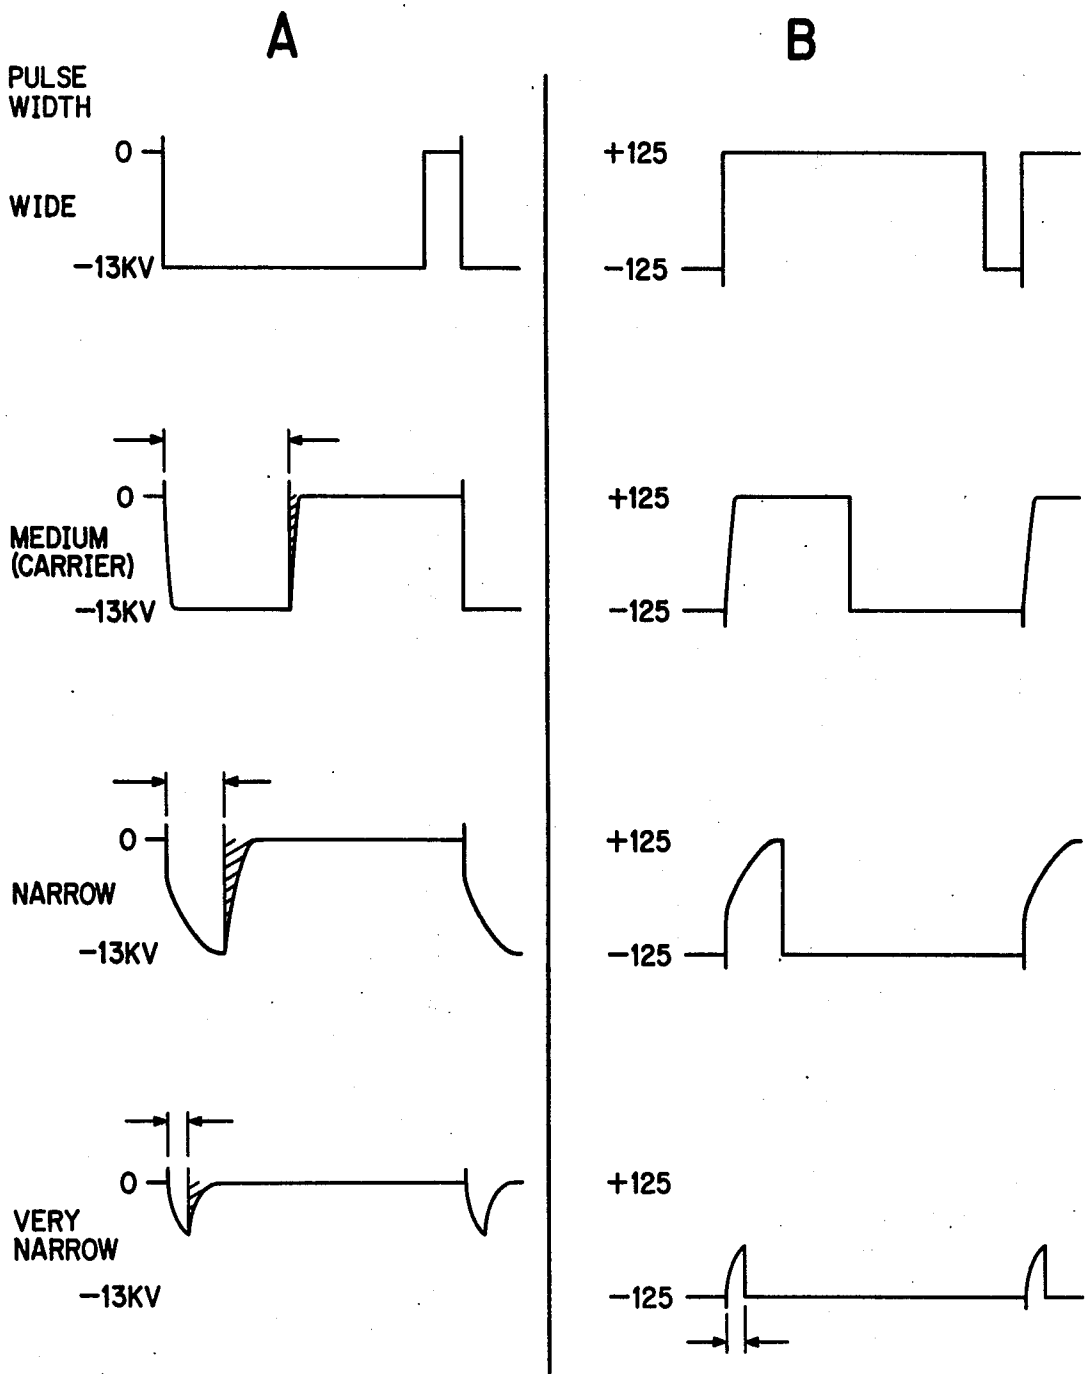 A
B
PULSE
WIDTH
0
+125
WIDE
−13KV
−125
0
+125
MEDIUM
(CARRIER)
−13KV
−125
0
+125
NARROW
−13KV
−125
0
+125
VERY
NARROW
−13KV
−125